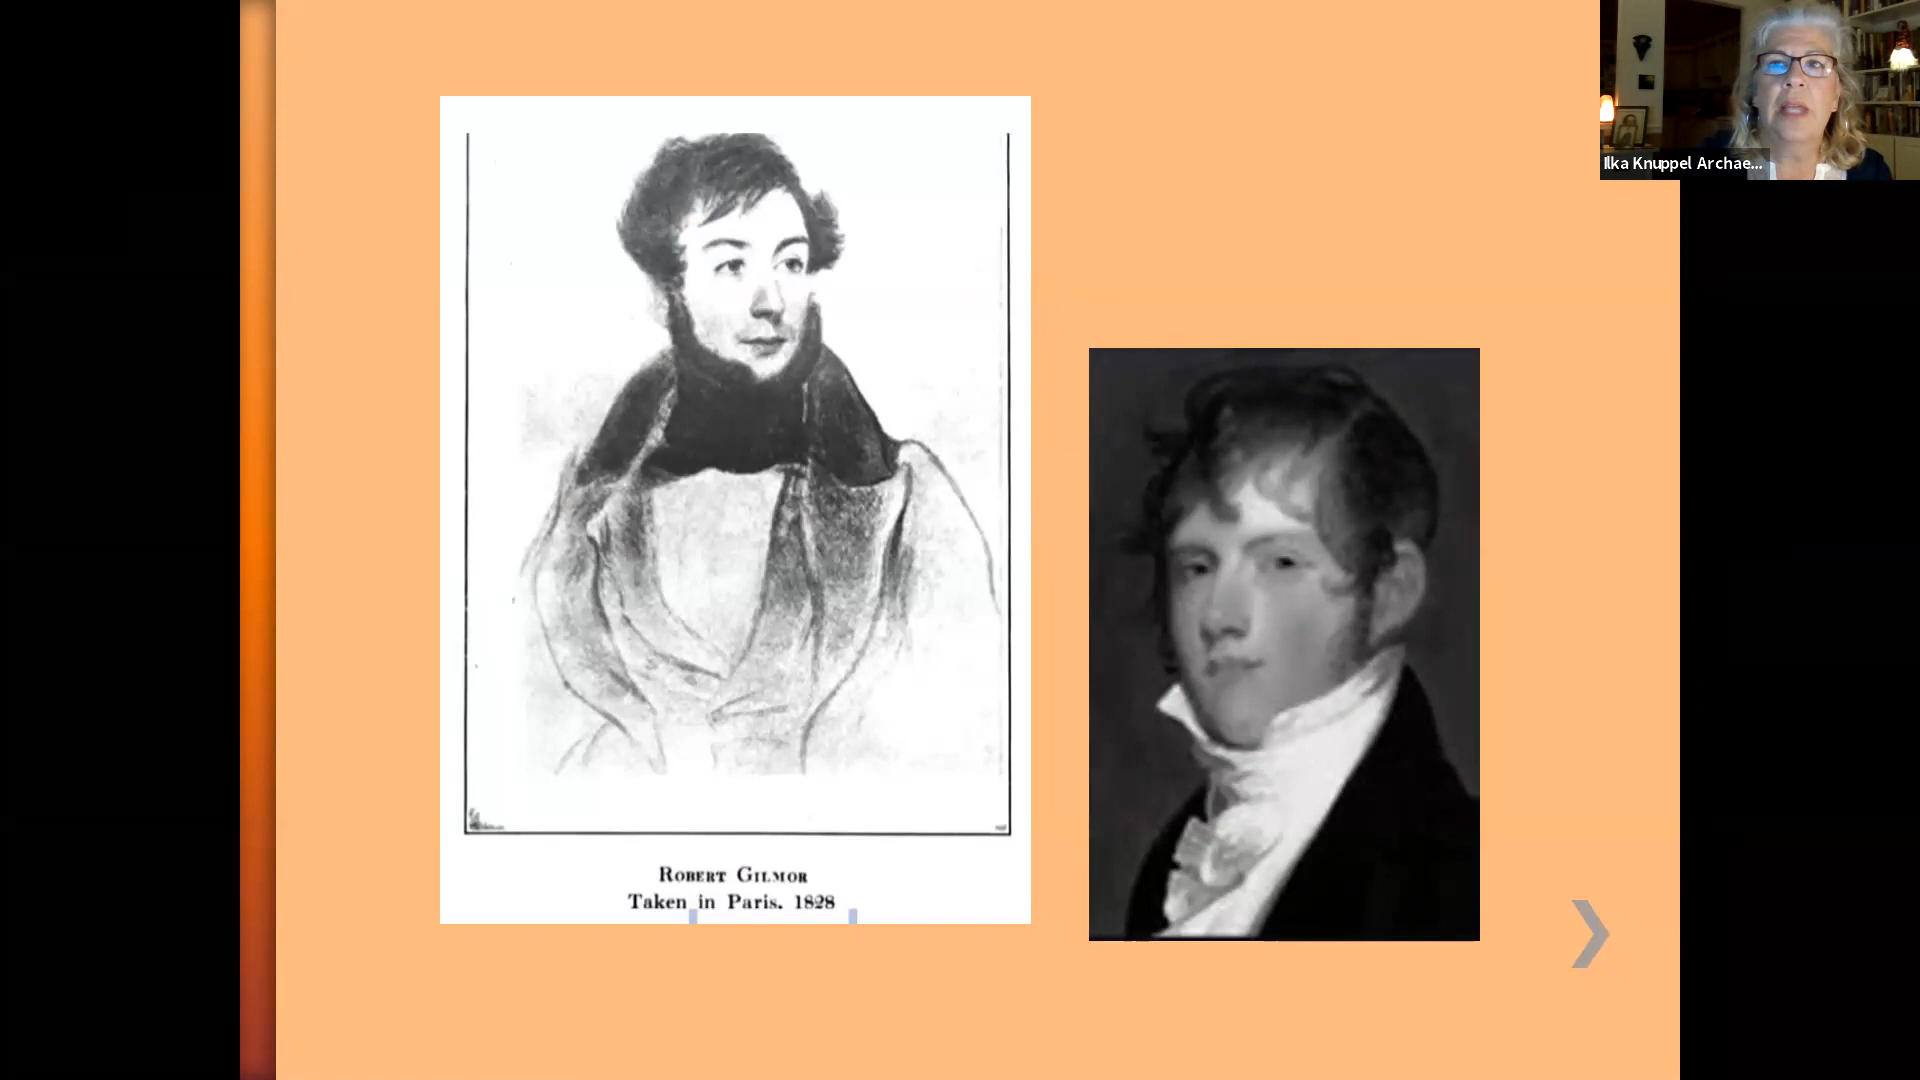 Ilka Knuppel Archae...
ROBERT GILMOR
Taken in Paris. 1828